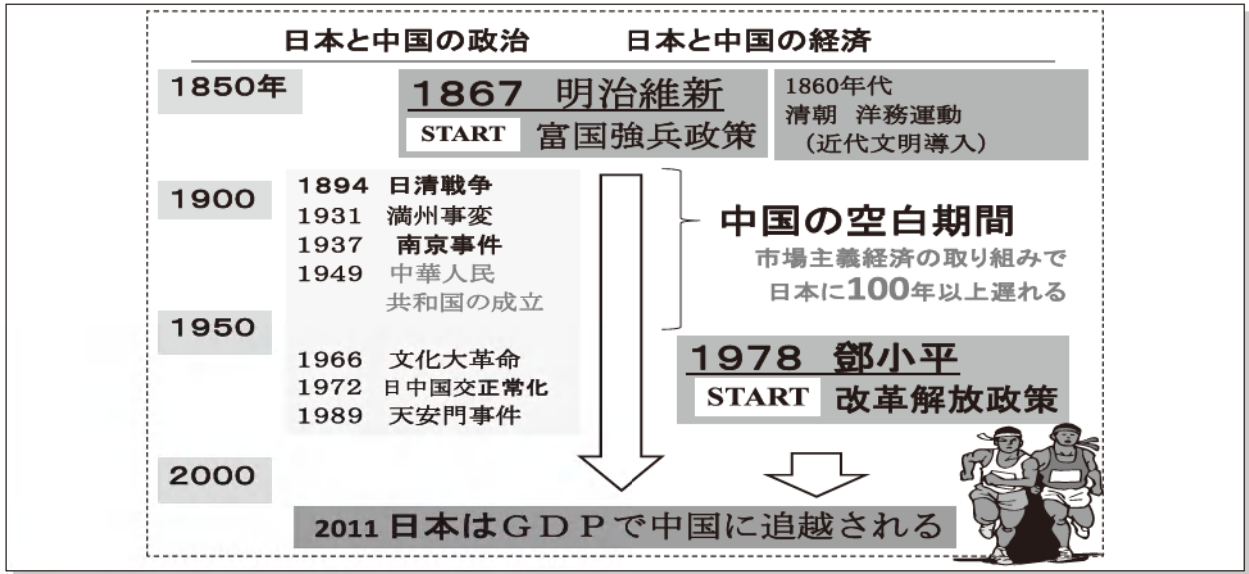 日本と中国の政治 日本と中国の経済
1850年
1867 明治維新
START 富国強兵政策
1860年代
清朝 洋務運動
（近代文明導入）
1900
1894 日清戦争
1931 満州事変
1937 南京事件
1949 中華人民
共和国の成立
中国の空白期間
市場主義経済の取り組みで
日本に100年以上遅れる
1950
1966 文化大革命
1972 日中国交正常化
1989 天安門事件
1978 鄧小平
START 改革解放政策
2000
2011 日本はＧＤＰで中国に追越される